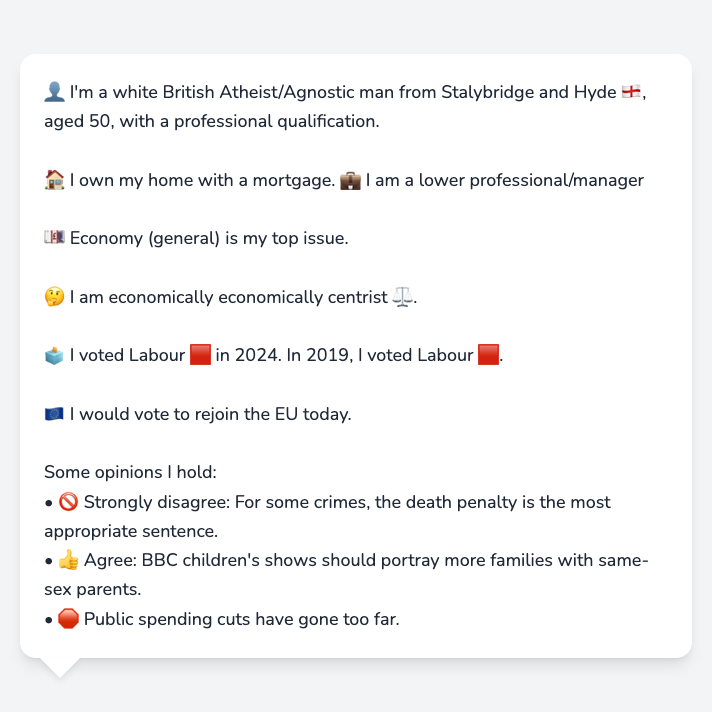 👤 I'm a white British Atheist/Agnostic man from Stalybridge and Hyde 🏴󠁧󠁢󠁥󠁮󠁧󠁿,
aged 50, with a professional qualification.
🏠 I own my home with a mortgage. 💼 I am a lower professional/manager
💷 Economy (general) is my top issue.
🤔 I am economically economically centrist ⚖️.
🗳️ I voted Labour 🟥 in 2024. In 2019, I voted Labour 🟥.
🇪🇺 I would vote to rejoin the EU today.
Some opinions I hold:
• 🚫 Strongly disagree: For some crimes, the death penalty is the most
appropriate sentence.
• 👍 Agree: BBC children's shows should portray more families with same-
sex parents.
• 🛑 Public spending cuts have gone too far.